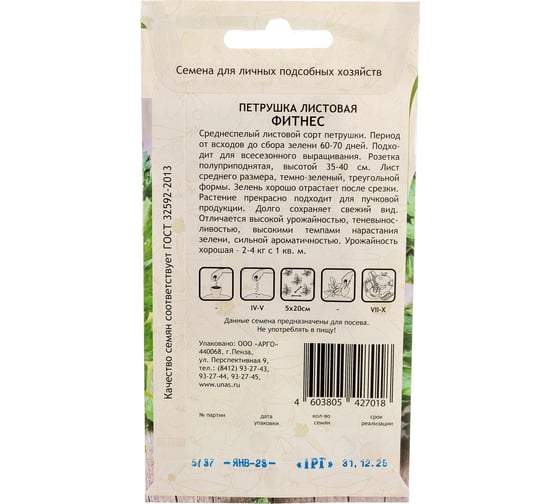 Семена для личных подсобных хозяйств
ПЕТРУШКА ЛИСТОВАЯ
ФИТНЕС
Среднеспелый листовой сорт петрушки. Период
от всходов до сбора зелени 60-70 дней. Подхо-
дит для всесезонного выращивания. Розетка
полуприподнятая, высотой 35-40 см. Лист
среднего размера, темно-зеленый, треугольной
формы. Зелень хорошо отрастает после срезки.
Растение прекрасно подходит для пучковой
продукции. Долго сохраняет свежий вид.
Отличается высокой урожайностью, теневынос-
ливостью, высокими темпами нарастания
зелени, сильной ароматичностью. Урожайность
хорошая - 2-4 кг с 1 кв. м.
- IV-V 5x20см - VII-X
Данные семена предназначены для посева.
Не употреблять в пищу!
Упаковано: ООО «АРГО»
440068, г.Пенза,
ул. Перспективная 9,
тел.: (8412) 93-27-43,
93-27-44, 93-27-45,
www.unas.ru
4 603805 427018
№ партии дата упаковки кол-во семян срок реализации
5/37 -ЯНВ-23- «1РГ» 31.12.25
Качество семян соответствует ГОСТ 32592-2013